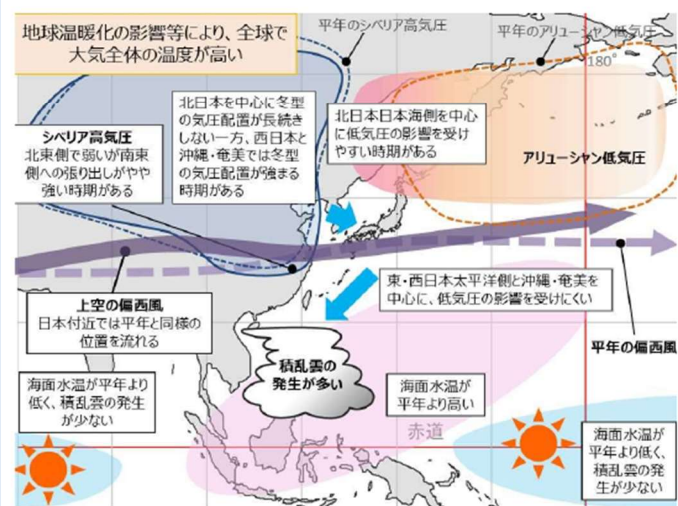 地球温暖化の影響等により、全球で
大気全体の温度が高い
平年のシベリア高気圧
平年のアリューシャン低気圧
180°
シベリア高気圧
北東側で弱いが南東
側への張り出しがやや
強い時期がある
北日本を中心に冬型
の気圧配置が長続き
しない一方、西日本と
沖縄・奄美では冬型
の気圧配置が強まる
時期がある
北日本日本海側を中心
に低気圧の影響を受け
やすい時期がある
アリューシャン低気圧
上空の偏西風
日本付近では平年と同様の
位置を流れる
東・西日本太平洋側と沖縄・奄美を
中心に、低気圧の影響を受けにくい
平年の偏西風
積乱雲の
発生が多い
海面水温が平年より
低く、積乱雲の発生
が少ない
海面水温が
平年より高い
赤道
海面水温が
平年より低く、
積乱雲の発
生が少ない